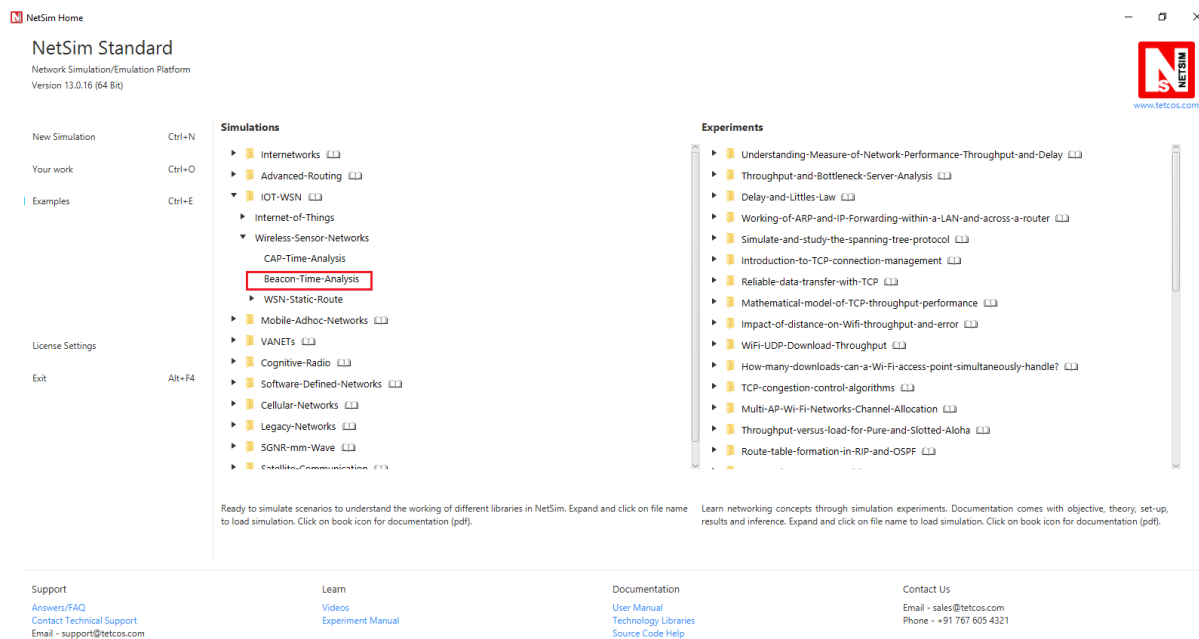 NetSim Home
NetSim Standard
Network Simulation/Emulation Platform
Version 13.0.16 (64 Bit)
NETSIM
www.tetcos.com
New Simulation Ctrl+N
Your work Ctrl+O
Examples Ctrl+E
License Settings
Exit Alt+F4
Simulations
Internetworks
Advanced-Routing
IOT-WSN
Internet-of-Things
Wireless-Sensor-Networks
CAP-Time-Analysis
Beacon-Time-Analysis
WSN-Static-Route
Mobile-Adhoc-Networks
VANETs
Cognitive-Radio
Software-Defined-Networks
Cellular-Networks
Legacy-Networks
5GNR-mm-Wave
Satellite-Communication
Ready to simulate scenarios to understand the working of different libraries in NetSim. Expand and click on file name
to load simulation. Click on book icon for documentation (pdf).
Experiments
Understanding-Measure-of-Network-Performance-Throughput-and-Delay
Throughput-and-Bottleneck-Server-Analysis
Delay-and-Littles-Law
Working-of-ARP-and-IP-Forwarding-within-a-LAN-and-across-a-router
Simulate-and-study-the-spanning-tree-protocol
Introduction-to-TCP-connection-management
Reliable-data-transfer-with-TCP
Mathematical-model-of-TCP-throughput-performance
Impact-of-distance-on-Wifi-throughput-and-error
WiFi-UDP-Download-Throughput
How-many-downloads-can-a-Wi-Fi-access-point-simultaneously-handle?
TCP-congestion-control-algorithms
Multi-AP-Wi-Fi-Networks-Channel-Allocation
Throughput-versus-load-for-Pure-and-Slotted-Aloha
Route-table-formation-in-RIP-and-OSPF
Learn networking concepts through simulation experiments. Documentation comes with objective, theory, set-up,
results and inference. Expand and click on file name to load simulation. Click on book icon for documentation (pdf).
Support
Answers/FAQ
Contact Technical Support
Email - support@tetcos.com
Learn
Videos
Experiment Manual
Documentation
User Manual
Technology Libraries
Source Code Help
Contact Us
Email - sales@tetcos.com
Phone - +91 767 605 4321